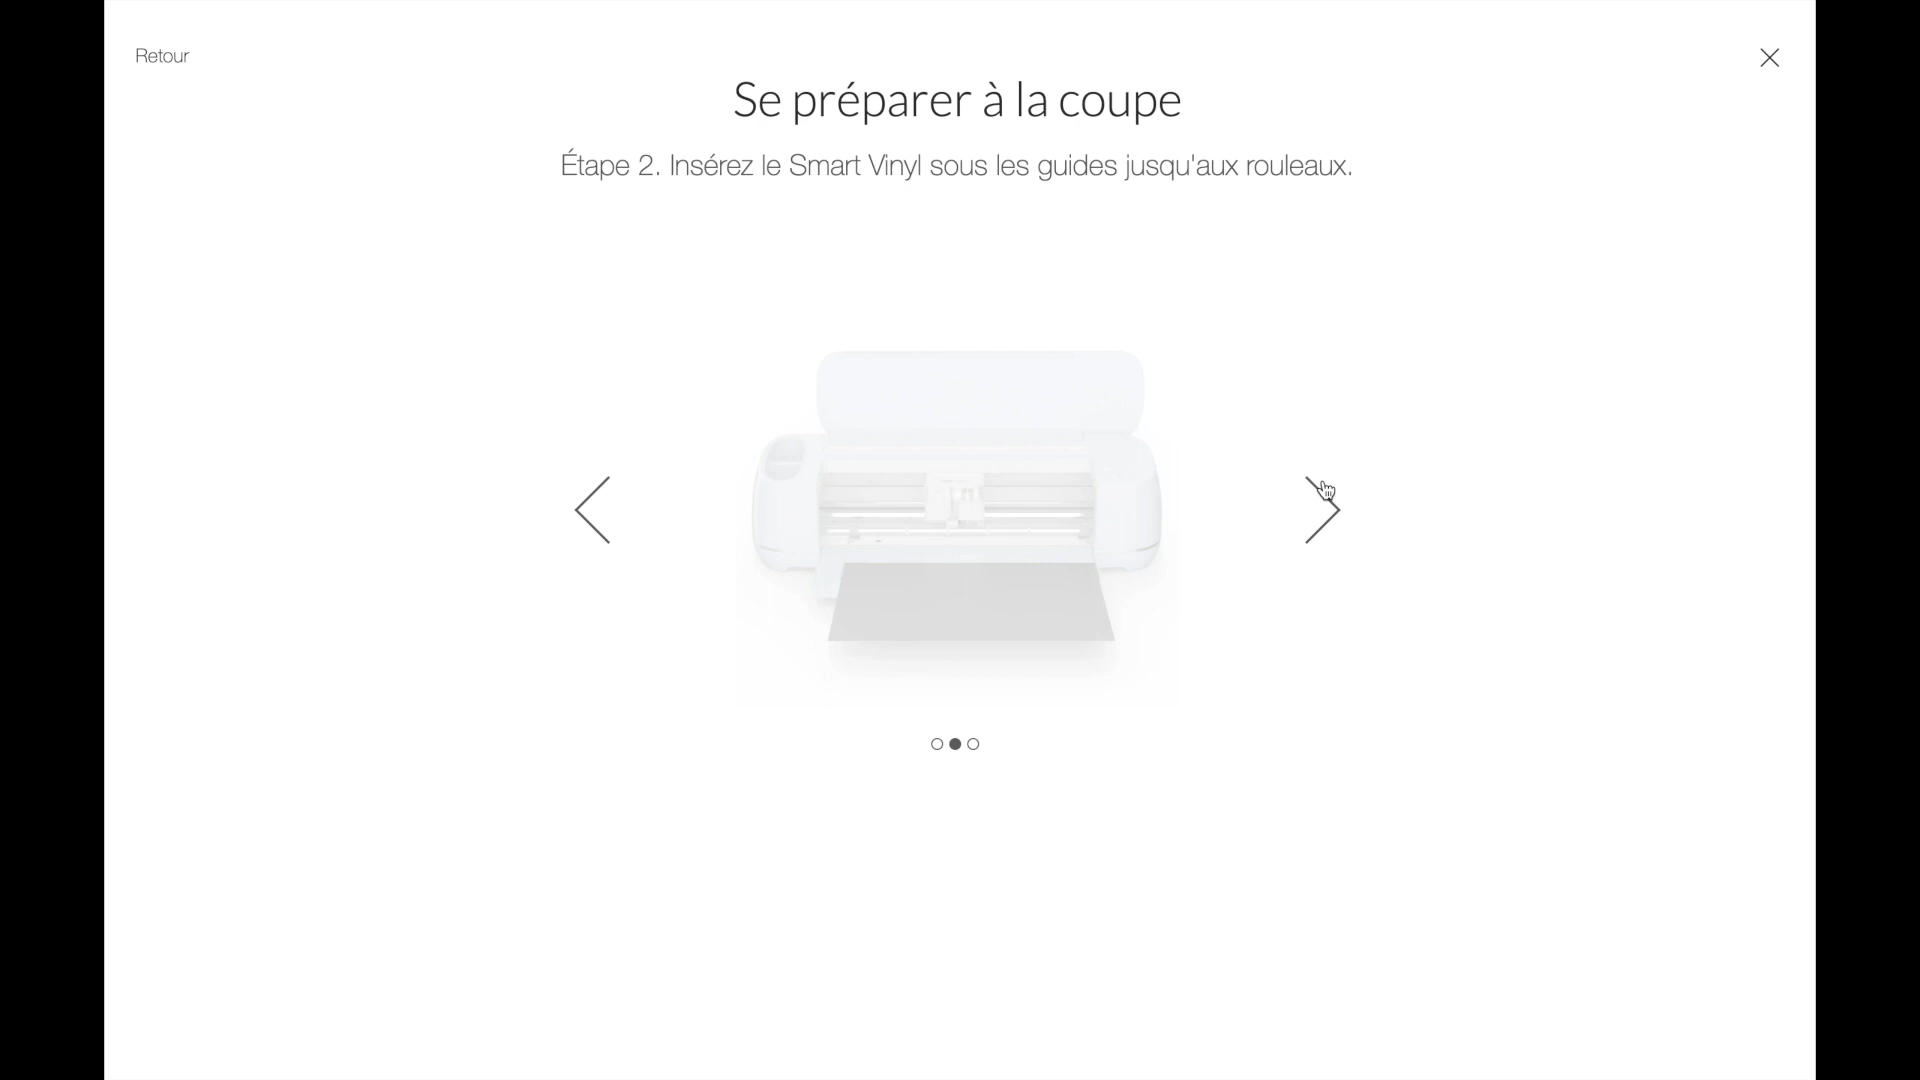 Retour
Se préparer à la coupe
Étape 2. Insérez le Smart Vinyl sous les guides jusqu'aux rouleaux.